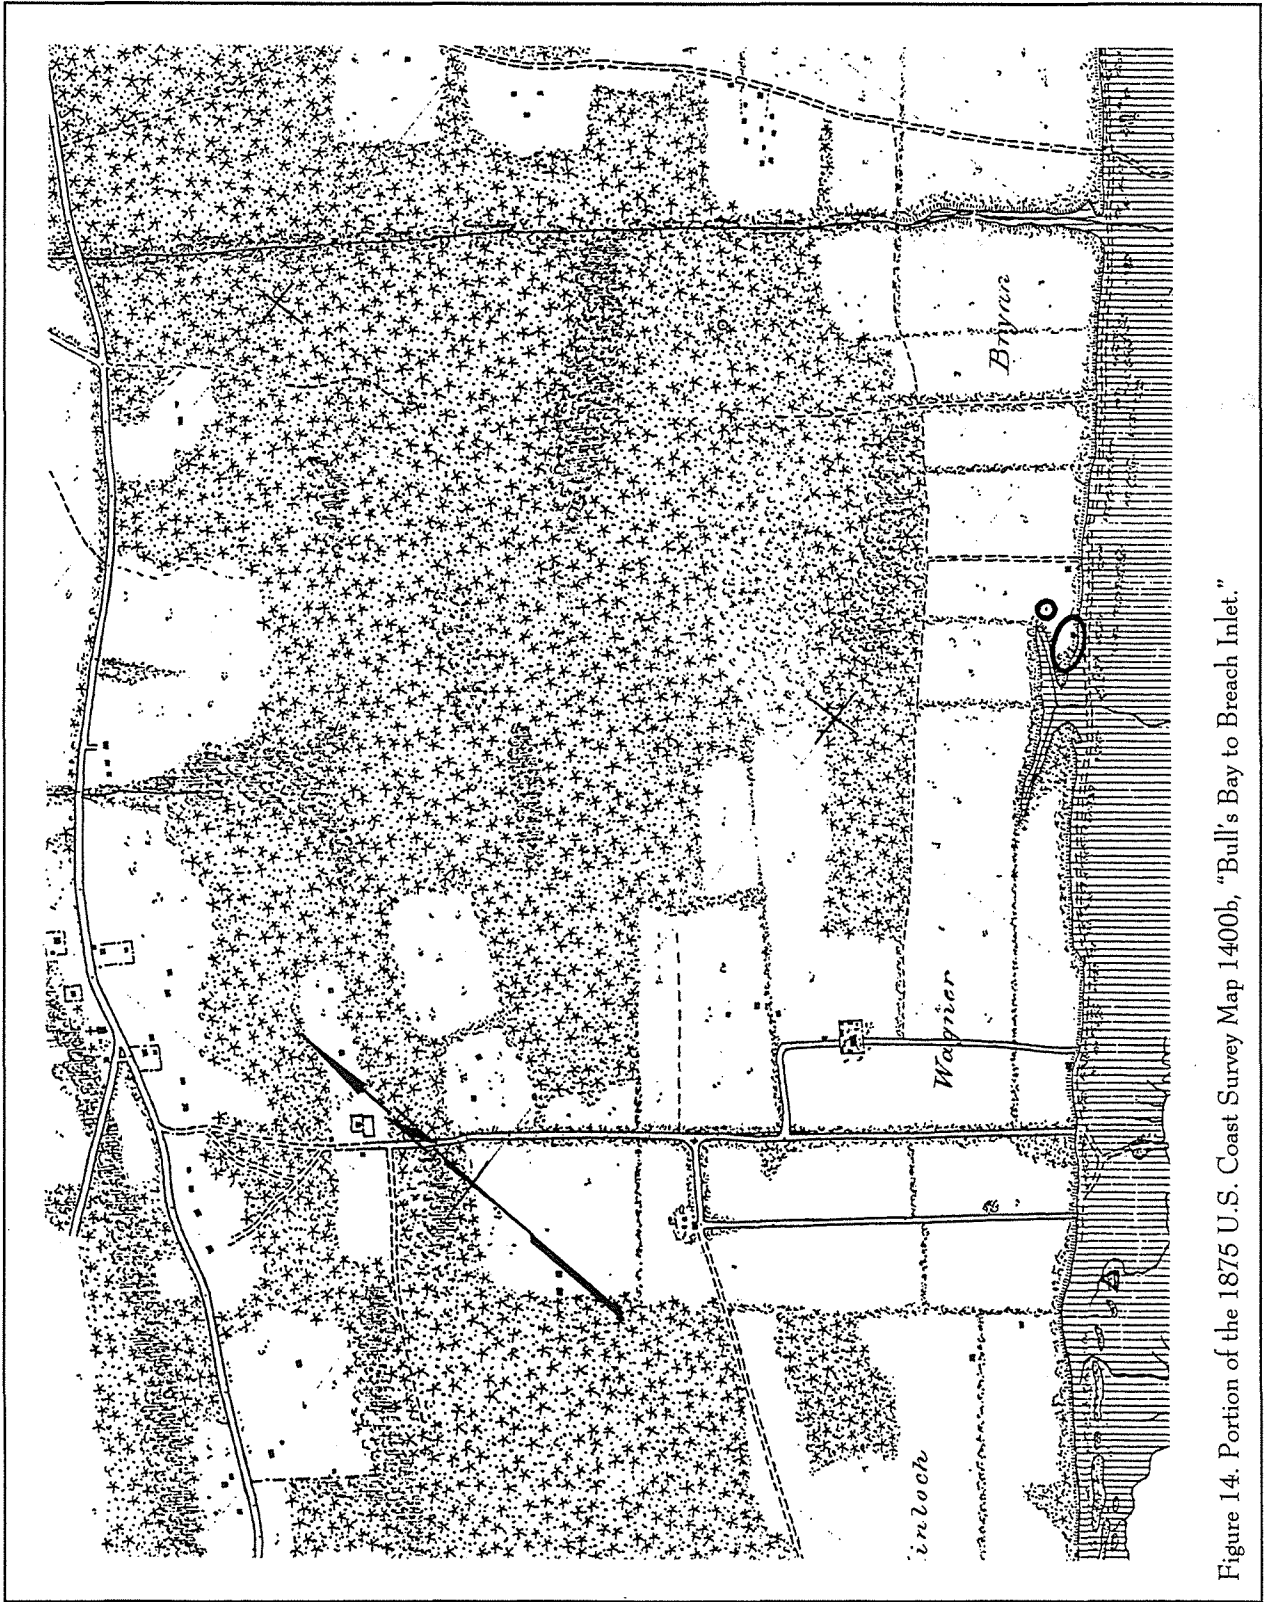 inloch
Wagner
Bryan
Figure 14. Portion of the 1875 U.S. Coast Survey Map 1400b, "Bull's Bay to Breach Inlet."